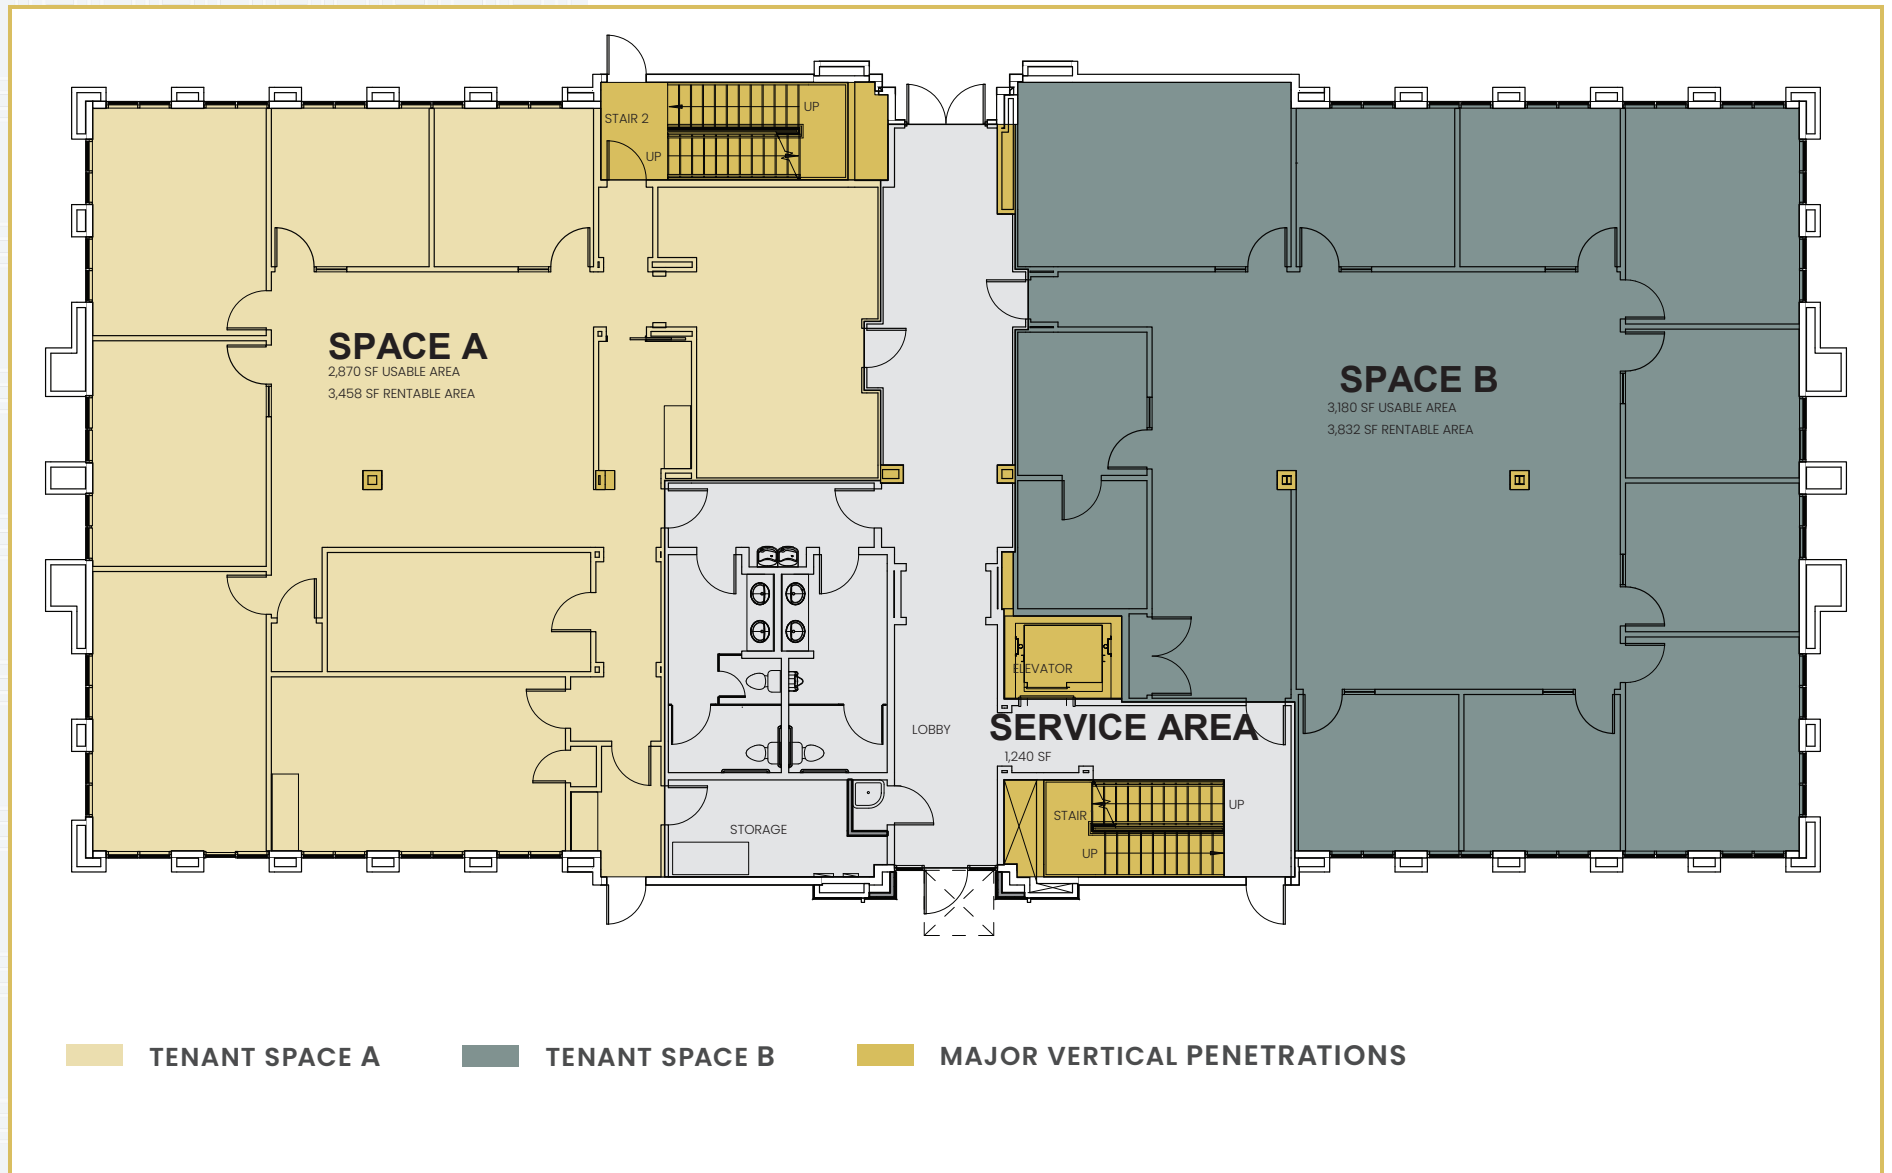 UP
STAIR 2
UP
SPACE A
2,870 SF USABLE AREA
3,458 SF RENTABLE AREA
SPACE B
3,180 SF USABLE AREA
3,832 SF RENTABLE AREA
ELEVATOR
LOBBY
SERVICE AREA
1,240 SF
UP
STAIR
STORAGE
UP
TENANT SPACE A
TENANT SPACE B
MAJOR VERTICAL PENETRATIONS